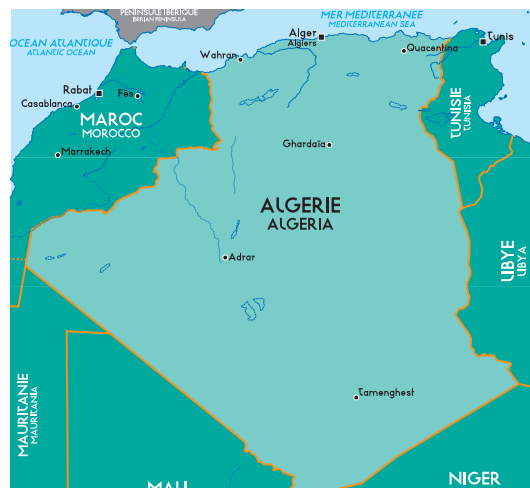 PENINSULE IBERIQUE
IBERIAN PENINSULA
MER MEDITERRANEE
MEDITERRANEAN SEA
OCEAN ATLANTIQUE
ATLANTIC OCEAN
Alger
Algiers
Tunis
Wahran
Quacentina
Rabat
Fès
Casablanca
MAROC
MOROCCO
TUNISIE
TUNISIA
Marrakech
Ghardaïa
ALGERIE
ALGERIA
Adrar
LIBYE
LIBYA
Tamenghest
MAURITANIE
MAURITANIA
MALI
NIGER